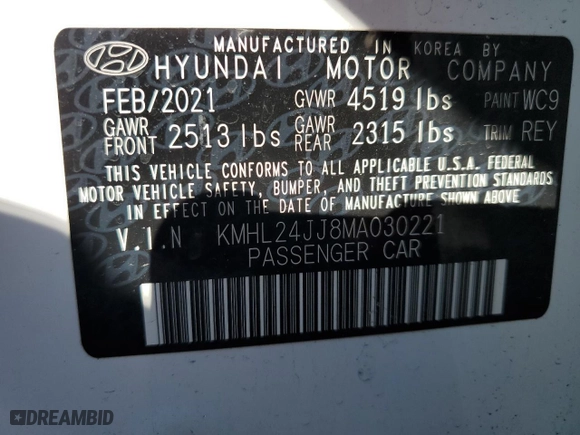 MANUFACTURED IN KOREA BY
HYUNDAI MOTOR COMPANY
FEB/2021 GVWR 4519 lbs PAINT WC9
GAWR FRONT 2513 lbs GAWR REAR 2315 lbs TRIM REY
THIS VEHICLE CONFORMS TO ALL APPLICABLE U.S.A. FEDERAL
MOTOR VEHICLE SAFETY, BUMPER, AND THEFT PREVENTION STANDARDS
IN EFFECT ON THE DATE OF MANUFACTURE SHOWN ABOVE
V.I.N KMHL24JJ8MA030221
PASSENGER CAR
DREAMBID